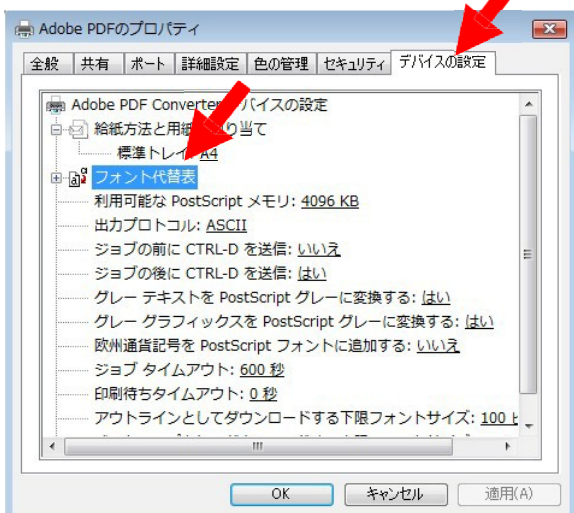 Adobe PDFのプロパティ
全般 共有 ポート 詳細設定 色の管理 セキュリティ デバイスの設定
Adobe PDF Converter バイスの設定
給紙方法と用紙 り当て
標準トレイ: A4
フォント代替表
利用可能な PostScript メモリ: 4096 KB
出力プロトコル: ASCII
ジョブの前に CTRL-D を送信: いいえ
ジョブの後に CTRL-D を送信: はい
グレー テキストを PostScript グレーに変換する: はい
グレー グラフィックスを PostScript グレーに変換する: はい
欧州通貨記号を PostScript フォントに追加する: いいえ
ジョブ タイムアウト: 600 秒
印刷待ちタイムアウト: 0 秒
アウトラインとしてダウンロードする下限フォントサイズ: 100
OK キャンセル 適用(A)